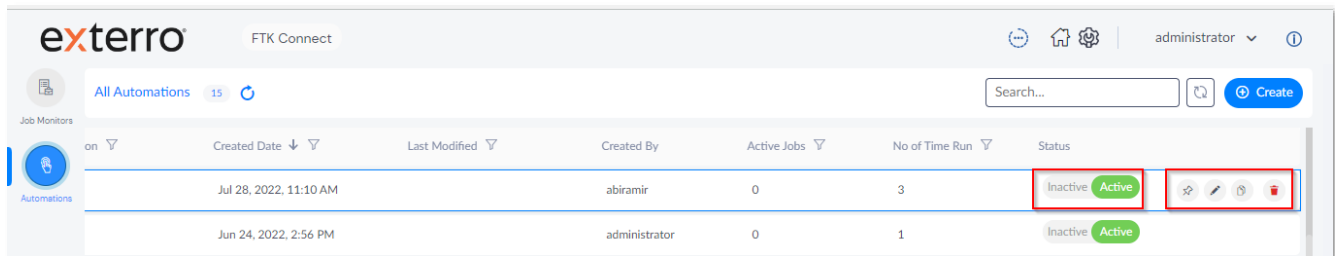 exterro FTK Connect administrator
All Automations 15 Search... Create
Job Monitors
on Created Date Last Modified Created By Active Jobs No of Time Run Status
Automations
Jul 28, 2022, 11:10 AM abiramir 0 3 Inactive Active
Jun 24, 2022, 2:56 PM administrator 0 1 Inactive Active